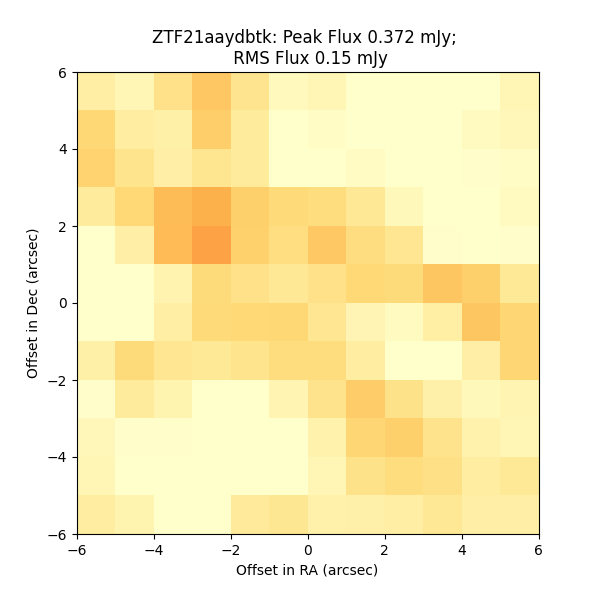 ZTF21aaydbtk: Peak Flux 0.372 mJy;
RMS Flux 0.15 mJy
6
4
2
0
−2
−4
−6
Offset in Dec (arcsec)
−6 −4 −2 0 2 4 6
Offset in RA (arcsec)